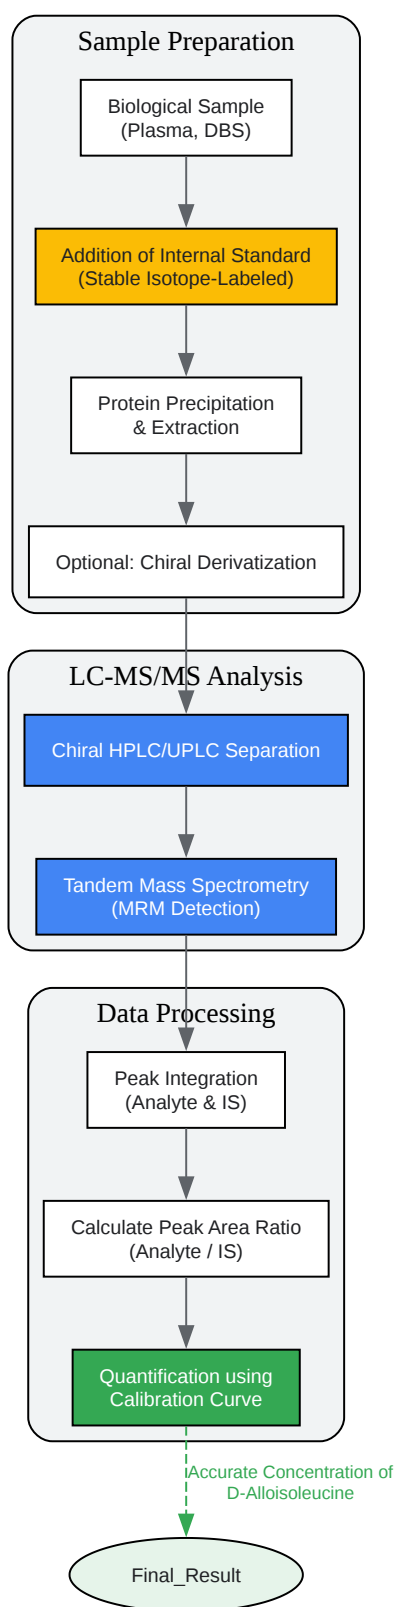 Sample Preparation
Biological Sample
(Plasma, DBS)
Addition of Internal Standard
(Stable Isotope-Labeled)
Protein Precipitation
& Extraction
Optional: Chiral Derivatization
LC-MS/MS Analysis
Chiral HPLC/UPLC Separation
Tandem Mass Spectrometry
(MRM Detection)
Data Processing
Peak Integration
(Analyte & IS)
Calculate Peak Area Ratio
(Analyte / IS)
Quantification using
Calibration Curve
Accurate Concentration of
D-Alloisoleucine
Final_Result